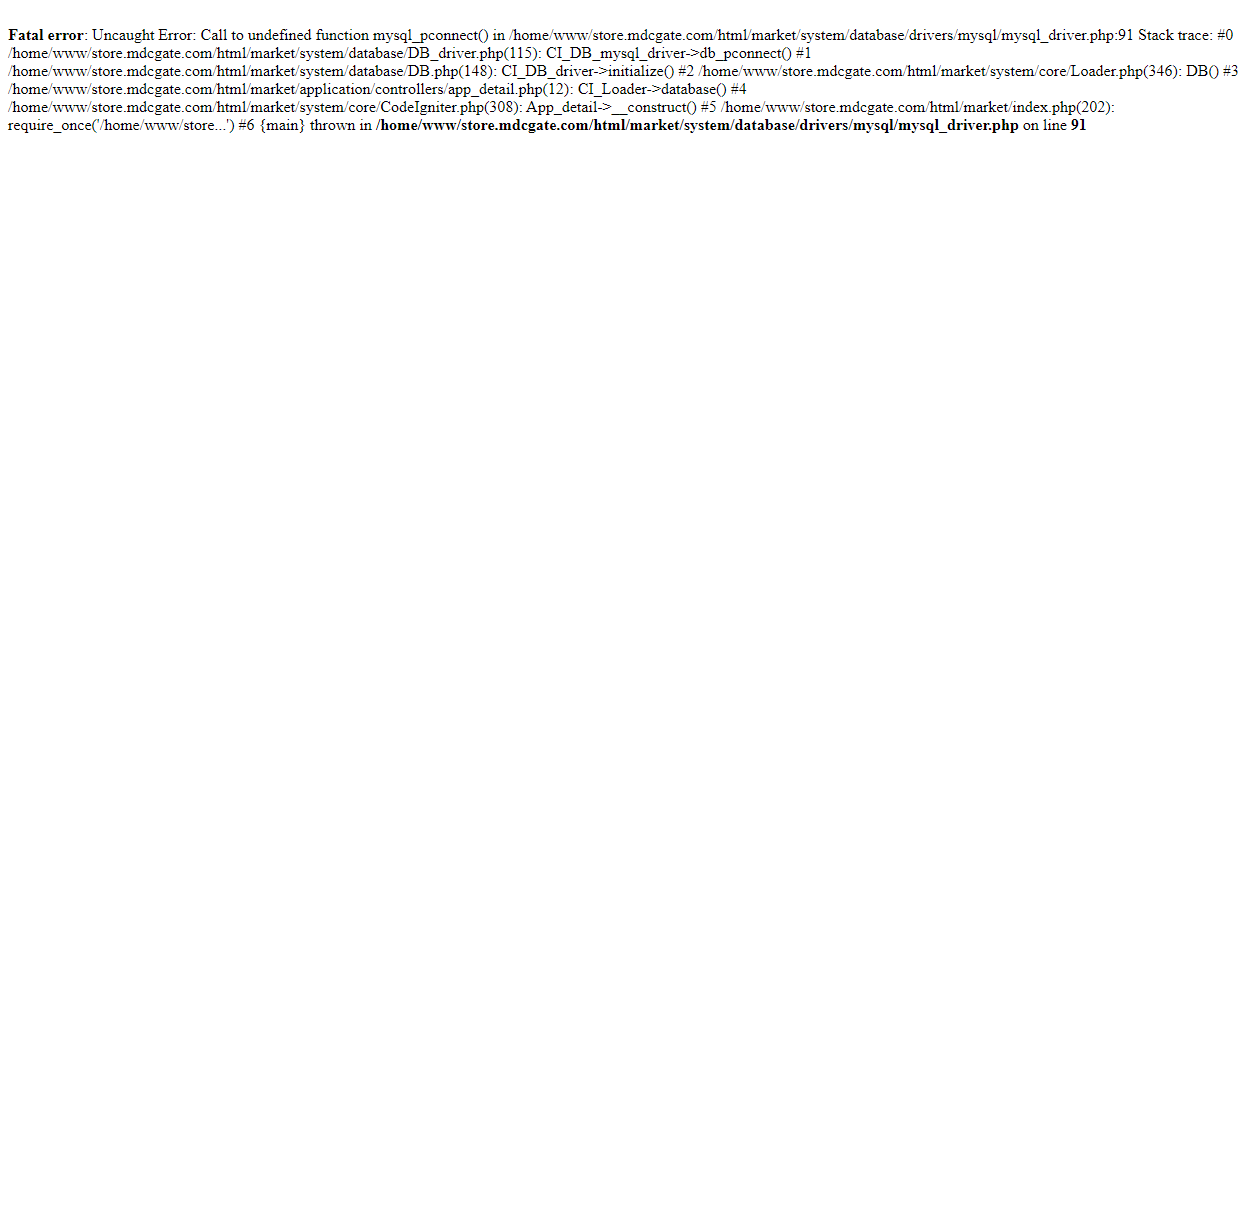 Fatal error: Uncaught Error: Call to undefined function mysql_pconnect() in /home/www/store.mdcgate.com/html/market/system/database/drivers/mysql/mysql_driver.php:91 Stack trace: #0
/home/www/store.mdcgate.com/html/market/system/database/DB_driver.php(115): CI_DB_mysql_driver->db_pconnect() #1
/home/www/store.mdcgate.com/html/market/system/database/DB.php(148): CI_DB_driver->initialize() #2 /home/www/store.mdcgate.com/html/market/system/core/Loader.php(346): DB() #3
/home/www/store.mdcgate.com/html/market/application/controllers/app_detail.php(12): CI_Loader->database() #4
/home/www/store.mdcgate.com/html/market/system/core/CodeIgniter.php(308): App_detail->__construct() #5 /home/www/store.mdcgate.com/html/market/index.php(202):
require_once('/home/www/store...') #6 {main} thrown in /home/www/store.mdcgate.com/html/market/system/database/drivers/mysql/mysql_driver.php on line 91